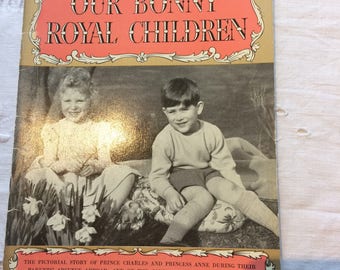 OUR BONNY
ROYAL CHILDREN
THE PICTORIAL STORY OF PRINCE CHARLES AND PRINCESS ANNE DURING THEIR